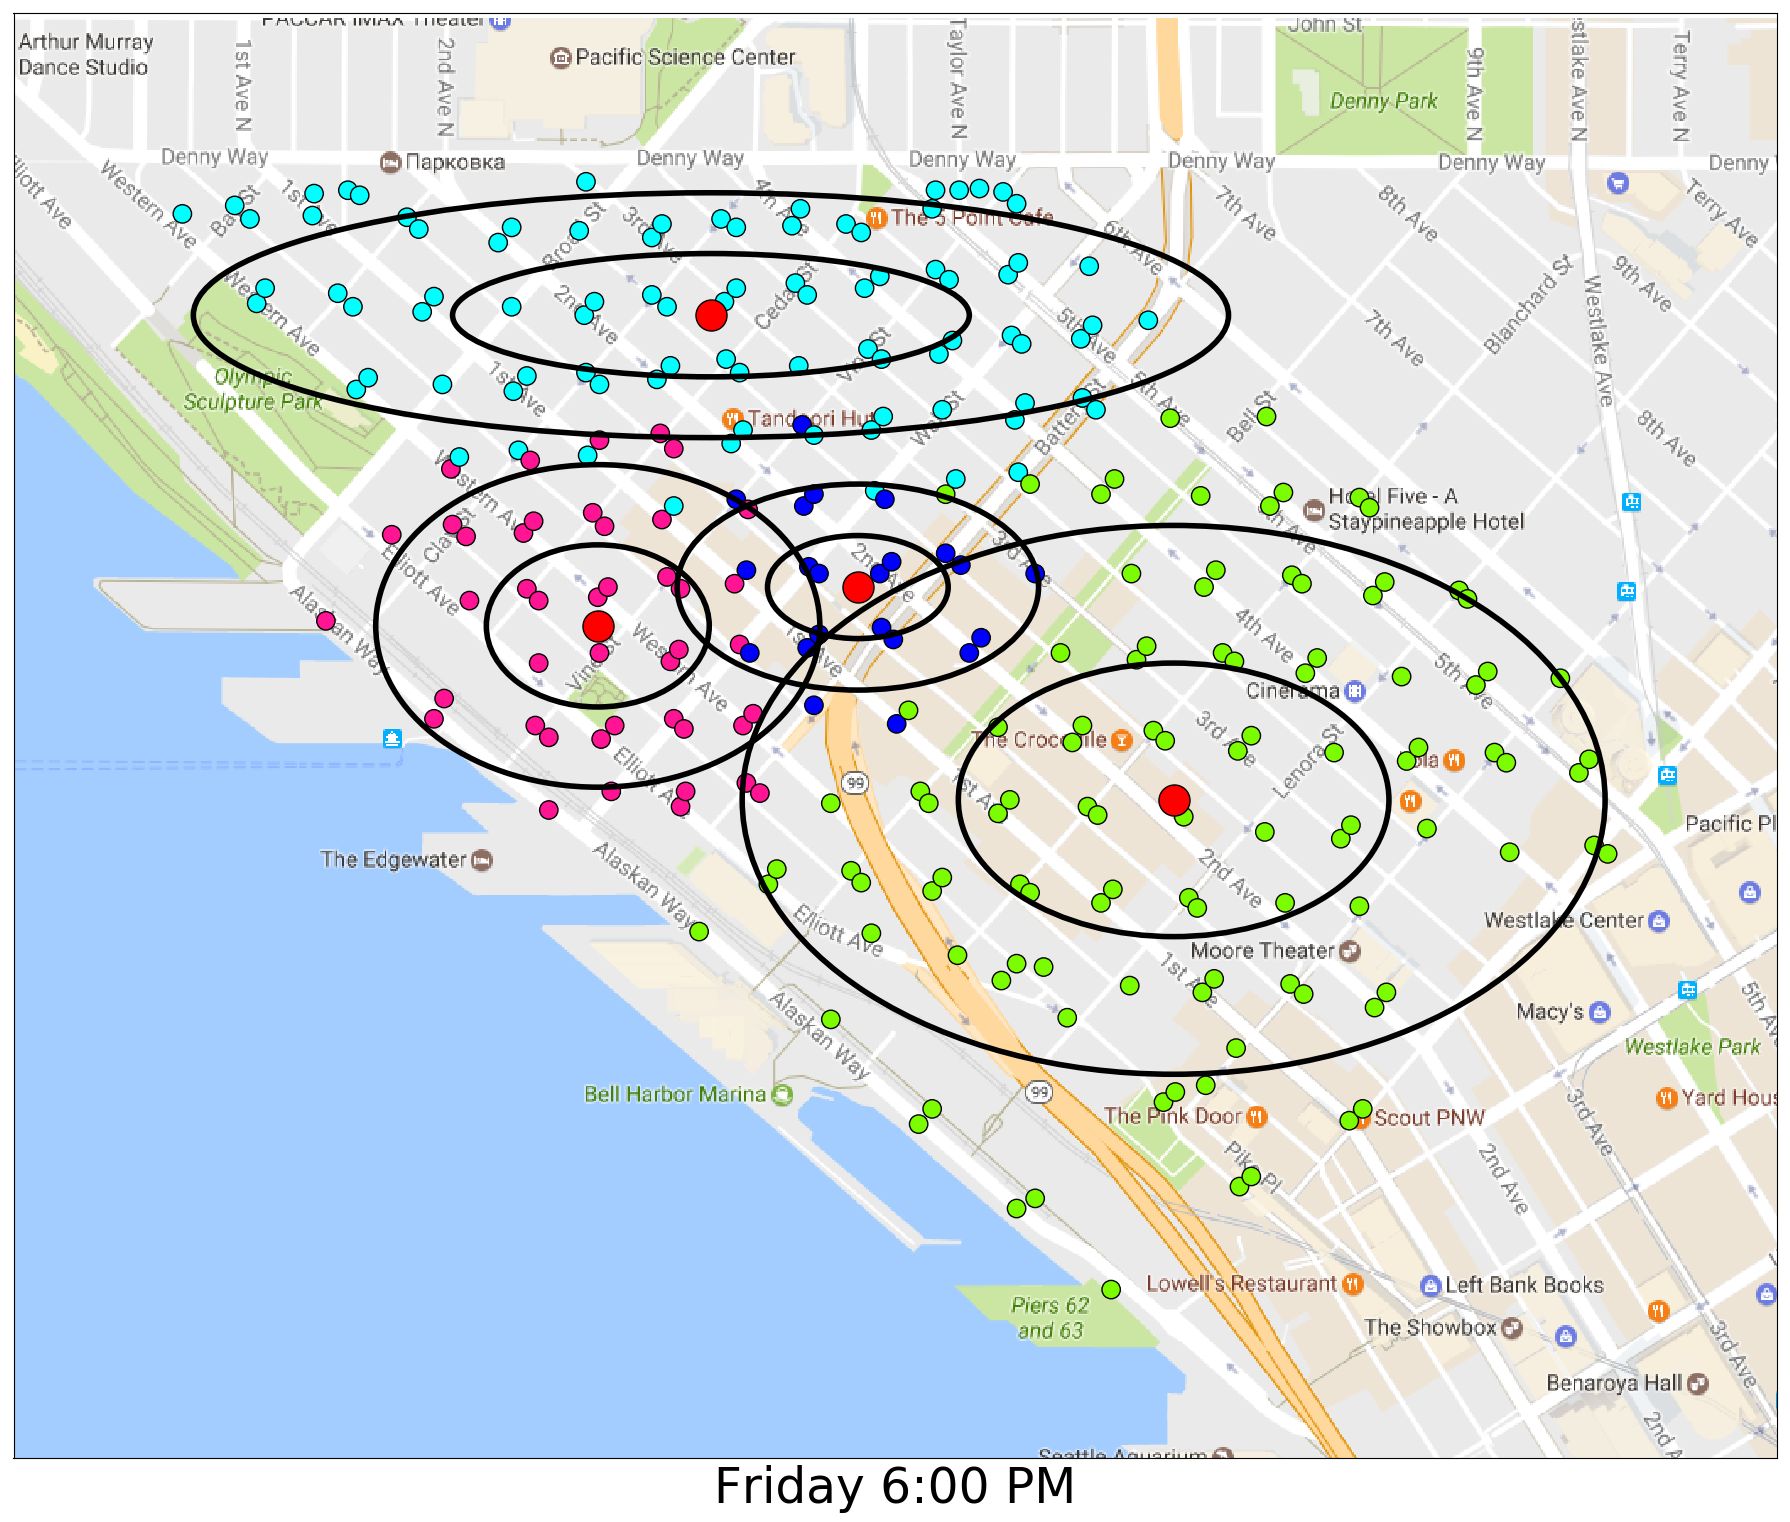 PACCAR IMAX Theater
Arthur Murray
Dance Studio
1st Ave N
2nd Ave N
Pacific Science Center
Taylor Ave N
John St
Denny Park
9th Ave N
Westlake Ave N
Terry Ave N
Denny Way
Парковка
Denny Way
Denny Way
Denny Way
Denny Way
Denny
Elliott Ave
Western Ave
Bay St
1st Ave
Broad St
3rd Ave
4th Ave
The 5 Point Cafe
6th Ave
7th Ave
8th Ave
Terry Ave
9th Ave
Western Ave
2nd Ave
Cedar St
5th Ave
7th Ave
Blanchard St
Westlake Ave
Olympic
Sculpture Park
1st Ave
Tandoori Hut
Wall St
Battery St
5th Ave
Bell St
8th Ave
Western Ave
Clay St
Hotel Five - A
Staypineapple Hotel
6th Ave
Elliott Ave
2nd Ave
3rd Ave
Alaskan Way
Vine St
Western Ave
1st Ave
4th Ave
5th Ave
Cinerama
The Crocodile
3rd Ave
Lenora St
Lola
Elliott Ave
99
1st Ave
Pacific Pl
The Edgewater
Alaskan Way
2nd Ave
Elliott Ave
Westlake Center
Moore Theater
1st Ave
Macy's
5th Av
Alaskan Way
Westlake Park
Bell Harbor Marina
99
The Pink Door
Scout PNW
Yard Hous
3rd Ave
Pike Pl
2nd Ave
Lowell's Restaurant
Left Bank Books
Piers 62
and 63
The Showbox
3rd Ave
Benaroya Hall
2nd A
Seattle Aquarium
Friday 6:00 PM